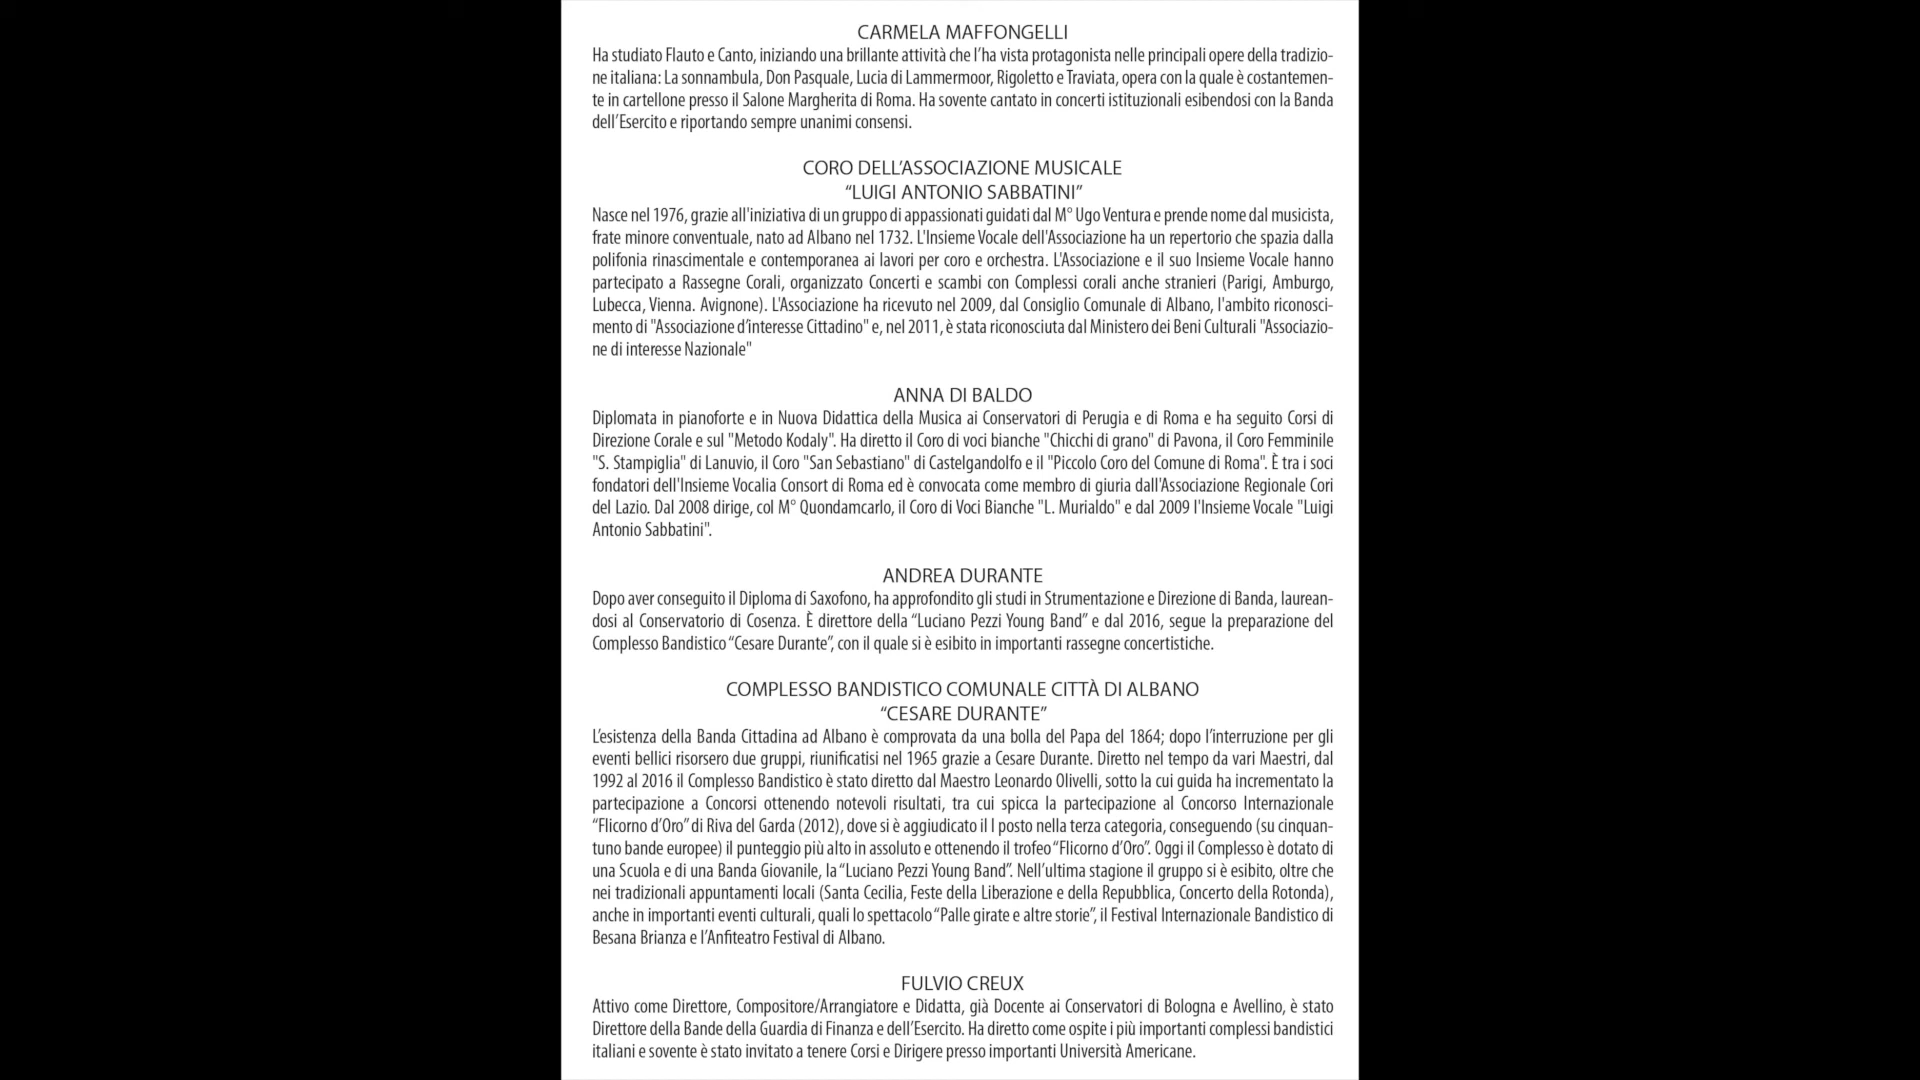 CARMELA MAFFONGELLI
Ha studiato Flauto e Canto, iniziando una brillante attività che l’ha vista protagonista nelle principali opere della tradizio-
ne italiana: La sonnambula, Don Pasquale, Lucia di Lammermoor, Rigoletto e Traviata, opera con la quale è costantemen-
te in cartellone presso il Salone Margherita di Roma. Ha sovente cantato in concerti istituzionali esibendosi con la Banda
dell’Esercito e riportando sempre unanimi consensi.
CORO DELL’ASSOCIAZIONE MUSICALE
“LUIGI ANTONIO SABBATINI”
Nasce nel 1976, grazie all'iniziativa di un gruppo di appassionati guidati dal M° Ugo Ventura e prende nome dal musicista,
frate minore conventuale, nato ad Albano nel 1732. L'Insieme Vocale dell'Associazione ha un repertorio che spazia dalla
polifonia rinascimentale e contemporanea ai lavori per coro e orchestra. L'Associazione e il suo Insieme Vocale hanno
partecipato a Rassegne Corali, organizzato Concerti e scambi con Complessi corali anche stranieri (Parigi, Amburgo,
Lubecca, Vienna. Avignone). L'Associazione ha ricevuto nel 2009, dal Consiglio Comunale di Albano, l'ambito riconosci-
mento di "Associazione d’interesse Cittadino" e, nel 2011, è stata riconosciuta dal Ministero dei Beni Culturali "Associazio-
ne di interesse Nazionale"
ANNA DI BALDO
Diplomata in pianoforte e in Nuova Didattica della Musica ai Conservatori di Perugia e di Roma e ha seguito Corsi di
Direzione Corale e sul "Metodo Kodaly". Ha diretto il Coro di voci bianche "Chicchi di grano" di Pavona, il Coro Femminile
"S. Stampiglia" di Lanuvio, il Coro "San Sebastiano" di Castelgandolfo e il "Piccolo Coro del Comune di Roma". È tra i soci
fondatori dell'Insieme Vocalia Consort di Roma ed è convocata come membro di giuria dall'Associazione Regionale Cori
del Lazio. Dal 2008 dirige, col M° Quondamcarlo, il Coro di Voci Bianche "L. Murialdo" e dal 2009 l'Insieme Vocale "Luigi
Antonio Sabbatini".
ANDREA DURANTE
Dopo aver conseguito il Diploma di Saxofono, ha approfondito gli studi in Strumentazione e Direzione di Banda, laurean-
dosi al Conservatorio di Cosenza. È direttore della “Luciano Pezzi Young Band” e dal 2016, segue la preparazione del
Complesso Bandistico “Cesare Durante”, con il quale si è esibito in importanti rassegne concertistiche.
COMPLESSO BANDISTICO COMUNALE CITTÀ DI ALBANO
“CESARE DURANTE”
L’esistenza della Banda Cittadina ad Albano è comprovata da una bolla del Papa del 1864; dopo l’interruzione per gli
eventi bellici risorsero due gruppi, riunificatisi nel 1965 grazie a Cesare Durante. Diretto nel tempo da vari Maestri, dal
1992 al 2016 il Complesso Bandistico è stato diretto dal Maestro Leonardo Olivelli, sotto la cui guida ha incrementato la
partecipazione a Concorsi ottenendo notevoli risultati, tra cui spicca la partecipazione al Concorso Internazionale
“Flicorno d’Oro” di Riva del Garda (2012), dove si è aggiudicato il I posto nella terza categoria, conseguendo (su cinquan-
tuno bande europee) il punteggio più alto in assoluto e ottenendo il trofeo “Flicorno d’Oro”. Oggi il Complesso è dotato di
una Scuola e di una Banda Giovanile, la “Luciano Pezzi Young Band”. Nell’ultima stagione il gruppo si è esibito, oltre che
nei tradizionali appuntamenti locali (Santa Cecilia, Feste della Liberazione e della Repubblica, Concerto della Rotonda),
anche in importanti eventi culturali, quali lo spettacolo “Palle girate e altre storie”, il Festival Internazionale Bandistico di
Besana Brianza e l’Anfiteatro Festival di Albano.
FULVIO CREUX
Attivo come Direttore, Compositore/Arrangiatore e Didatta, già Docente ai Conservatori di Bologna e Avellino, è stato
Direttore della Bande della Guardia di Finanza e dell’Esercito. Ha diretto come ospite i più importanti complessi bandistici
italiani e sovente è stato invitato a tenere Corsi e Dirigere presso importanti Università Americane.